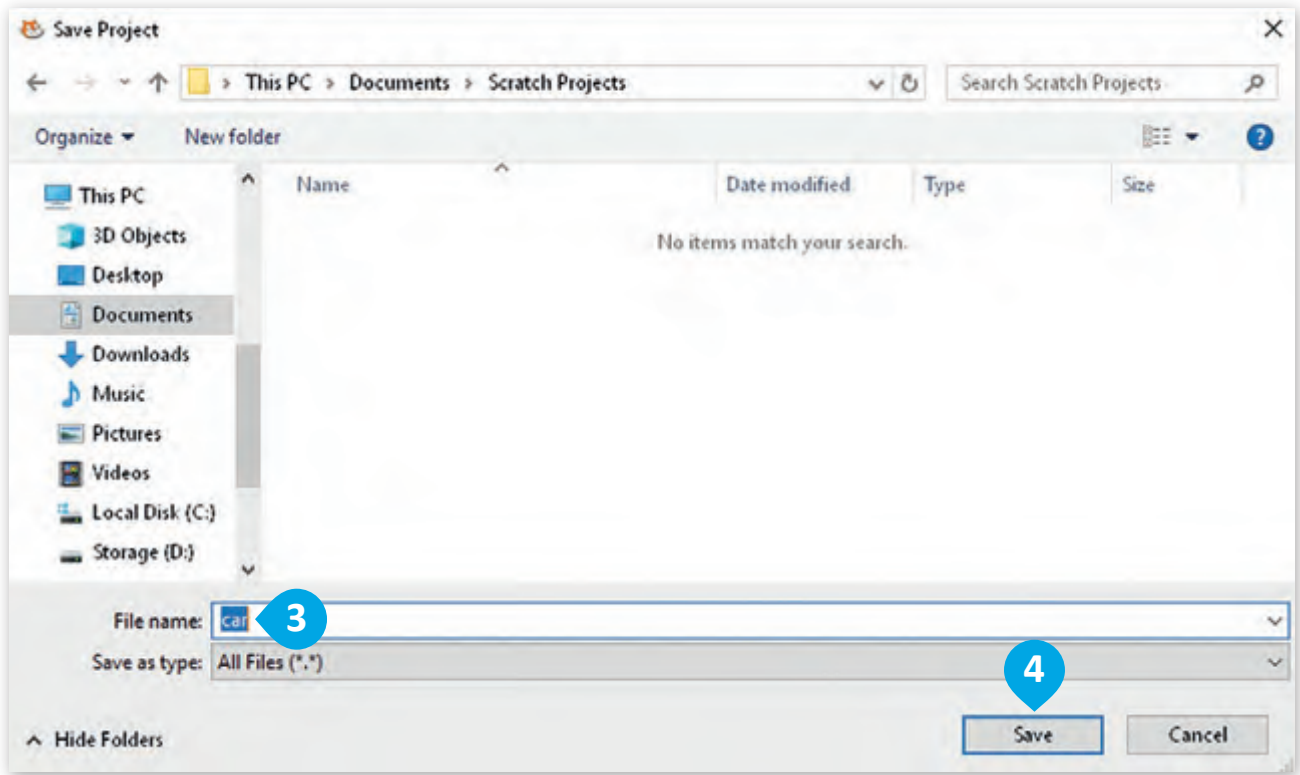 Save Project
This PC > Documents > Scratch Projects
Search Scratch Projects
Organize
New folder
?
Name
Date modified
Type
Size
No items match your search.
This PC
3D Objects
Desktop
Documents
Downloads
Music
Pictures
Videos
Local Disk (C:)
Storage (D:)
File name: car
3
Save as type: All Files (*.*)
4
Hide Folders
Save
Cancel